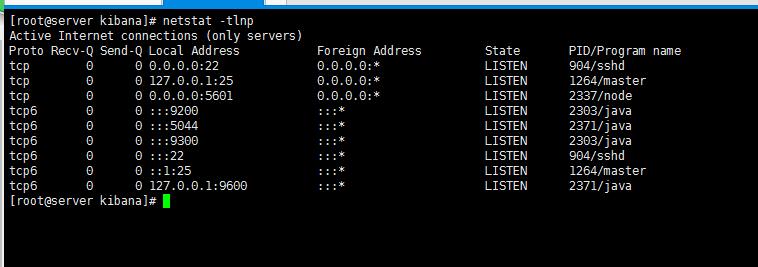 [root@server kibana]# netstat -tlnp
Active Internet connections (only servers)
Proto Recv-Q Send-Q Local Address           Foreign Address         State       PID/Program name
tcp        0      0 0.0.0.0:22              0.0.0.0:*               LISTEN      904/sshd
tcp        0      0 127.0.0.1:25            0.0.0.0:*               LISTEN      1264/master
tcp        0      0 0.0.0.0:5601            0.0.0.0:*               LISTEN      2337/node
tcp6       0      0 :::9200                 :::*                    LISTEN      2303/java
tcp6       0      0 :::5044                 :::*                    LISTEN      2371/java
tcp6       0      0 :::9300                 :::*                    LISTEN      2303/java
tcp6       0      0 :::22                   :::*                    LISTEN      904/sshd
tcp6       0      0 ::1:25                  :::*                    LISTEN      1264/master
tcp6       0      0 127.0.0.1:9600          :::*                    LISTEN      2371/java
[root@server kibana]#